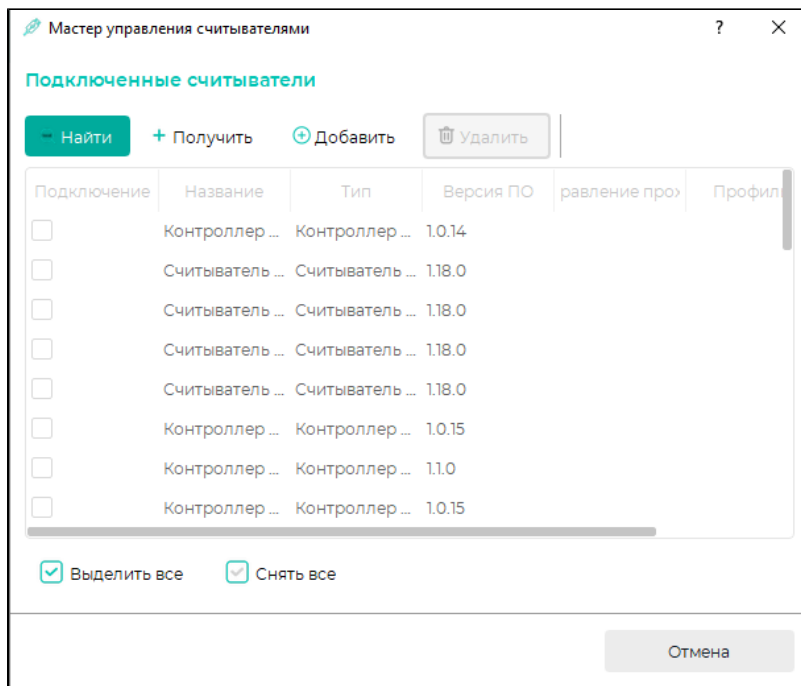 Мастер управления считывателями ?
Подключенные считыватели
Найти + Получить Добавить Удалить
Подключение Название Тип Версия ПО равление прох Профиль
Контроллер ... Контроллер ... 1.0.14
Считыватель ... Считыватель ... 1.18.0
Считыватель ... Считыватель ... 1.18.0
Считыватель ... Считыватель ... 1.18.0
Считыватель ... Считыватель ... 1.18.0
Контроллер ... Контроллер ... 1.0.15
Контроллер ... Контроллер ... 1.1.0
Контроллер ... Контроллер ... 1.0.15
Выделить все Снять все
Отмена